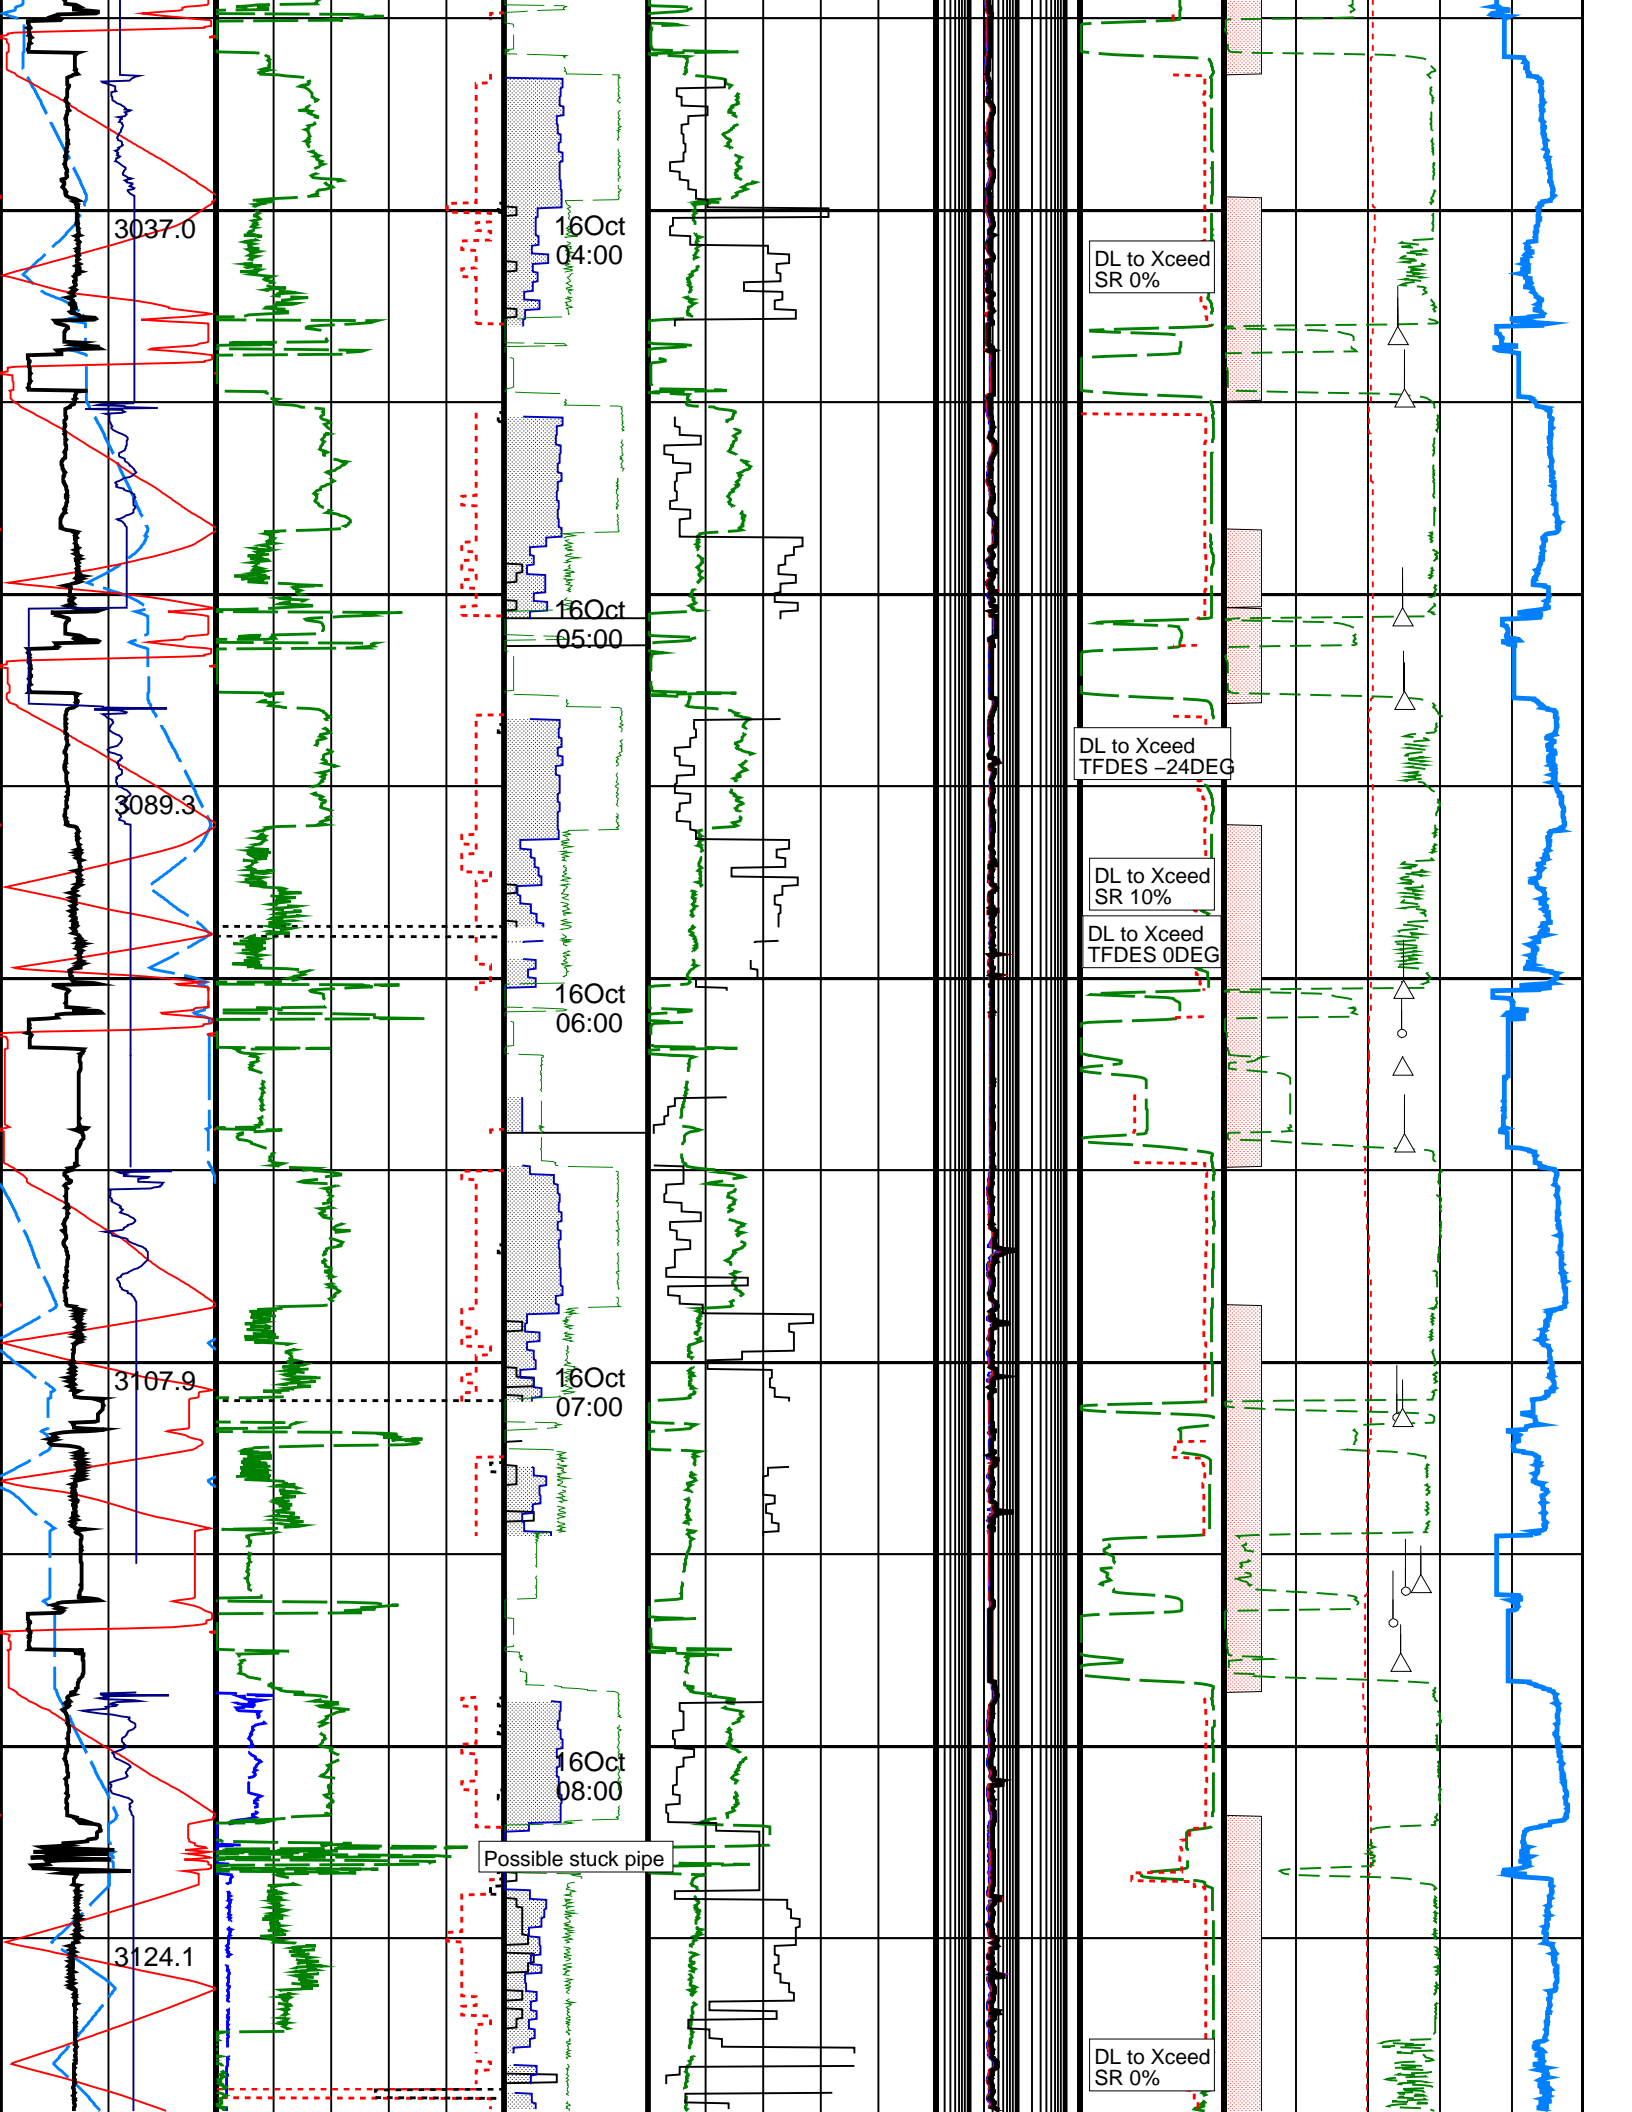 3037.0
16Oct
04:00
DL to Xceed
SR 0%
16Oct
05:00
DL to Xceed
TFDES −24DEG
3089.3
DL to Xceed
SR 10%
DL to Xceed
TFDES 0DEG
16Oct
06:00
3107.9
16Oct
07:00
16Oct
08:00
Possible stuck pipe
3124.1
DL to Xceed
SR 0%